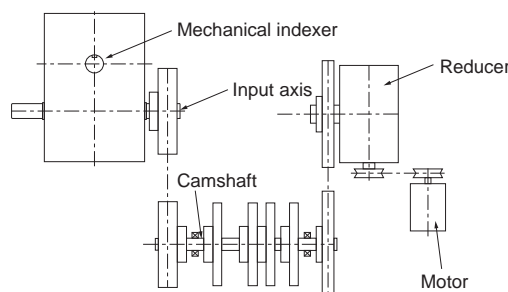 Mechanical indexer
Reducer
Input axis
Camshaft
Motor